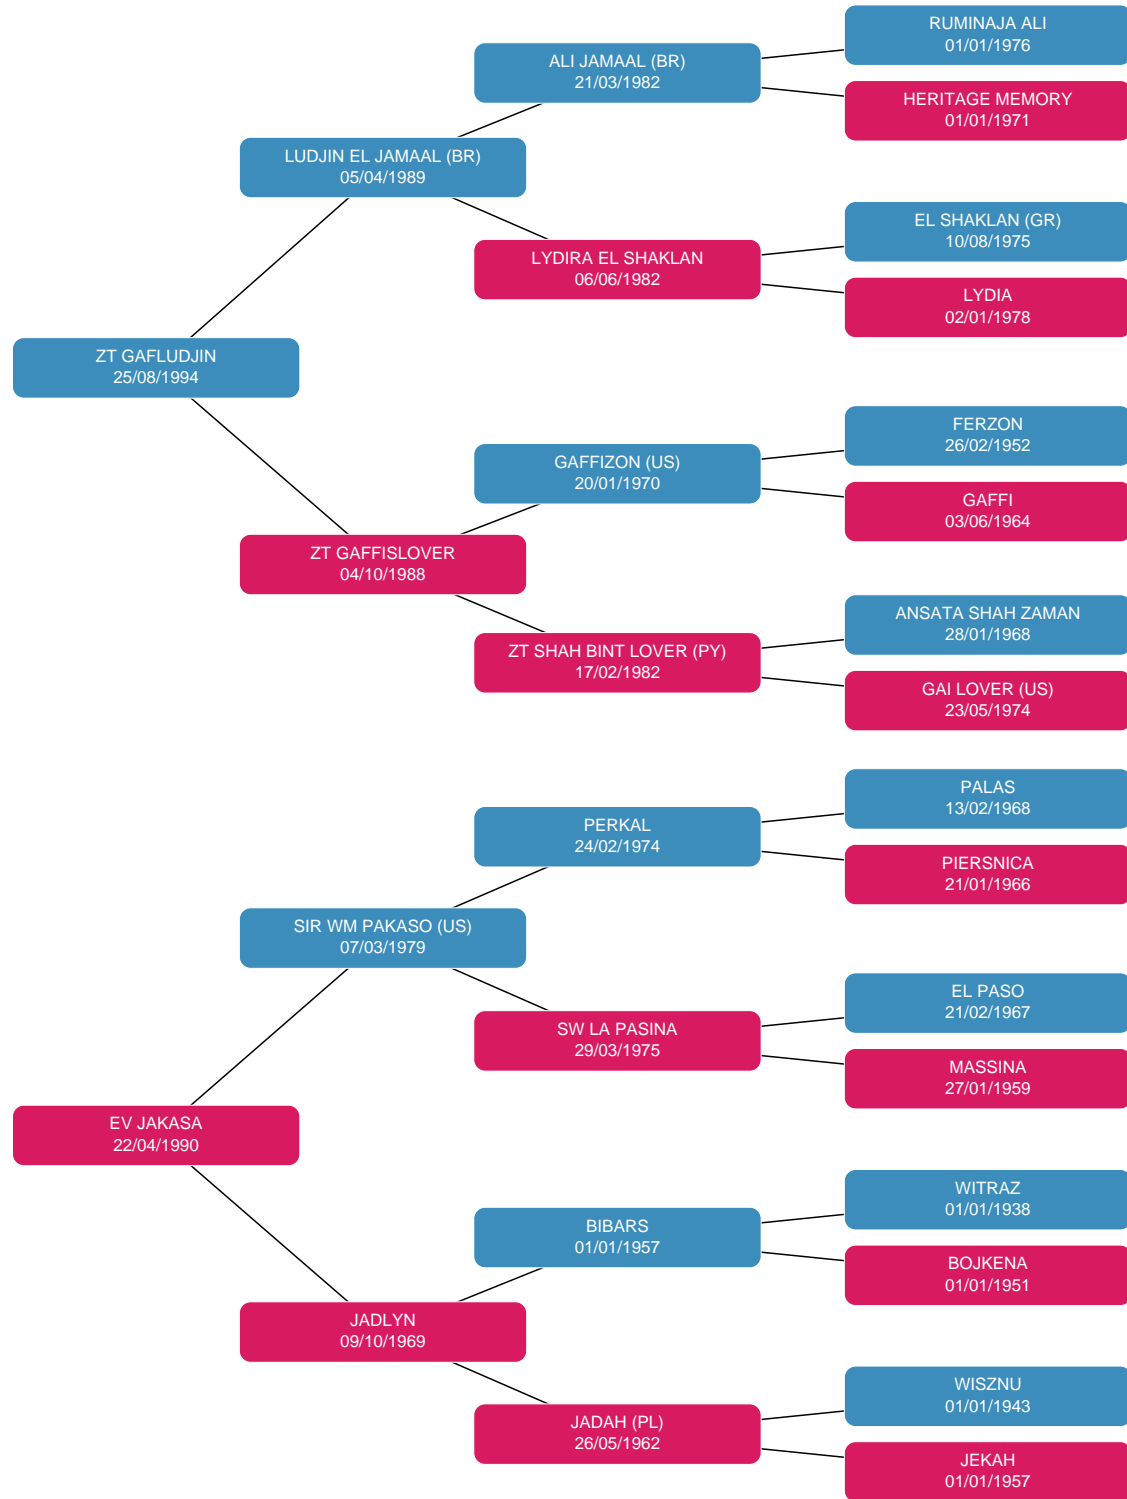 RUMINAJA ALI
01/01/1976
ALI JAMAAL (BR)
21/03/1982
HERITAGE MEMORY
01/01/1971
LUDJIN EL JAMAAL (BR)
05/04/1989
EL SHAKLAN (GR)
10/08/1975
LYDIRA EL SHAKLAN
06/06/1982
LYDIA
02/01/1978
ZT GAFLUDJIN
25/08/1994
FERZON
26/02/1952
GAFFIZON (US)
20/01/1970
GAFFI
03/06/1964
ZT GAFFISLOVER
04/10/1988
ANSATA SHAH ZAMAN
28/01/1968
ZT SHAH BINT LOVER (PY)
17/02/1982
GAI LOVER (US)
23/05/1974
PALAS
13/02/1968
PERKAL
24/02/1974
PIERSNICA
21/01/1966
SIR WM PAKASO (US)
07/03/1979
EL PASO
21/02/1967
SW LA PASINA
29/03/1975
MASSINA
27/01/1959
EV JAKASA
22/04/1990
WITRAZ
01/01/1938
BIBARS
01/01/1957
BOJKENA
01/01/1951
JADLYN
09/10/1969
WISZNU
01/01/1943
JADAH (PL)
26/05/1962
JEKAH
01/01/1957